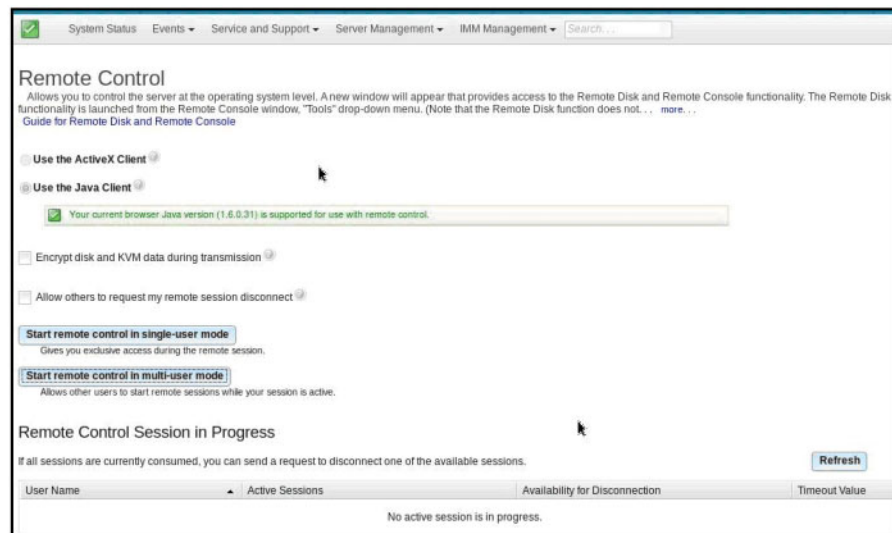 System Status Events Service and Support Server Management IMM Management Search...
Remote Control
Allows you to control the server at the operating system level. A new window will appear that provides access to the Remote Disk and Remote Console functionality. The Remote Disk
functionality is launched from the Remote Console window, "Tools" drop-down menu. (Note that the Remote Disk function does not. . . more. . .
Guide for Remote Disk and Remote Console
Use the ActiveX Client
Use the Java Client
Your current browser Java version (1.6.0.31) is supported for use with remote control.
Encrypt disk and KVM data during transmission
Allow others to request my remote session disconnect
Start remote control in single-user mode
Gives you exclusive access during the remote session.
Start remote control in multi-user mode
Allows other users to start remote sessions while your session is active.
Remote Control Session in Progress
If all sessions are currently consumed, you can send a request to disconnect one of the available sessions. Refresh
User Name Active Sessions Availability for Disconnection Timeout Value
No active session is in progress.